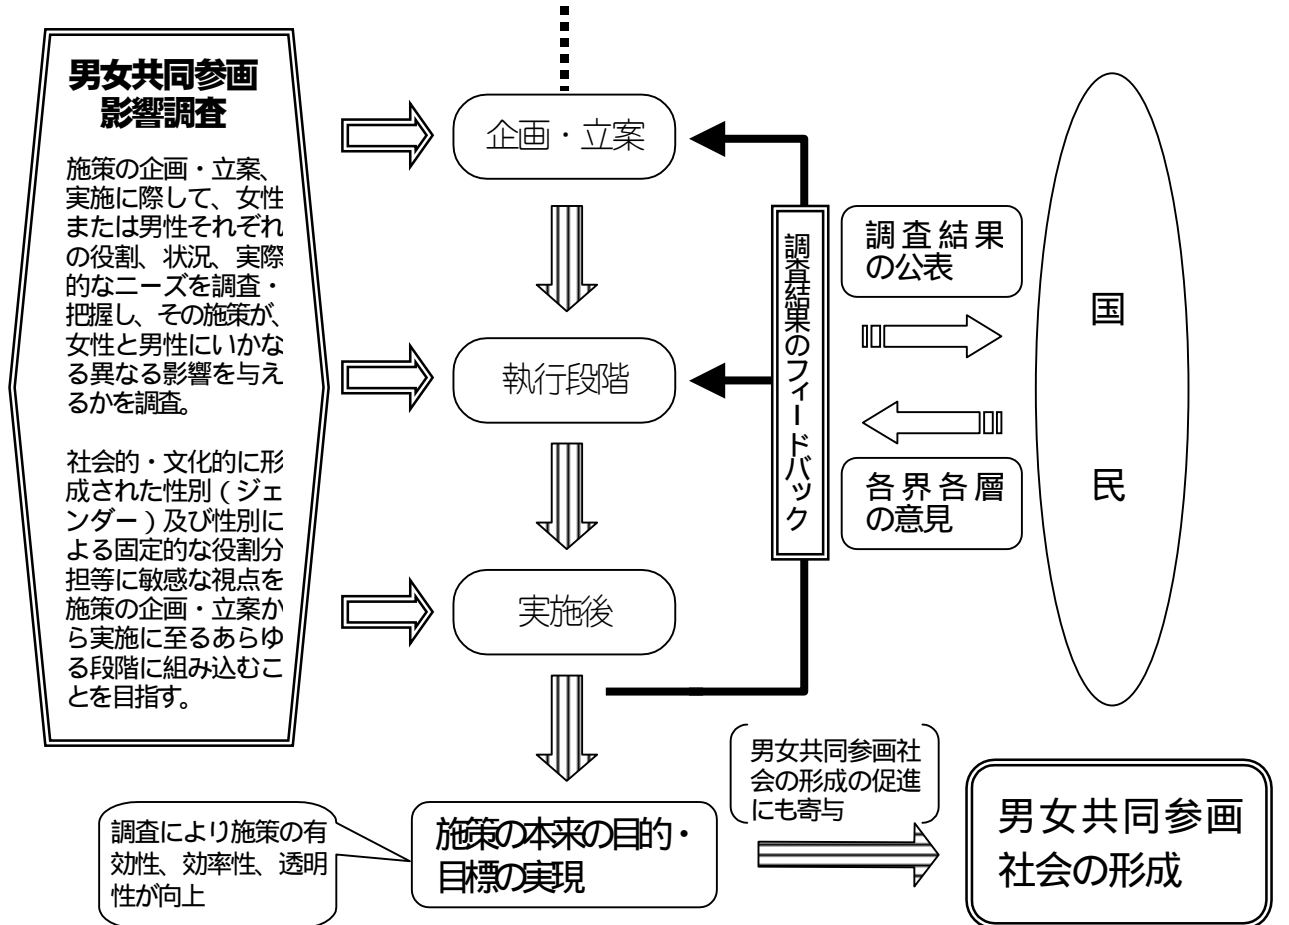 男女共同参画
影響調査
施策の企画・立案、
実施に際して、女性
または男性それぞれ
の役割、状況、実際
的なニーズを調査・
把握し、その施策が、
女性と男性にいかな
る異なる影響を与え
るかを調査。
社会的・文化的に形
成された性別（ジェ
ンダー）及び性別に
よる固定的な役割分
担等に敏感な視点を
施策の企画・立案か
ら実施に至るあらゆ
る段階に組み込むこ
とを目指す。
企画・立案
執行段階
実施後
調査結果のフィードバック
調査結果
の公表
各界各層
の意見
国民
調査により施策の有
効性、効率性、透明
性が向上
施策の本来の目的・
目標の実現
男女共同参画社
会の形成の促進
にも寄与
男女共同参画
社会の形成